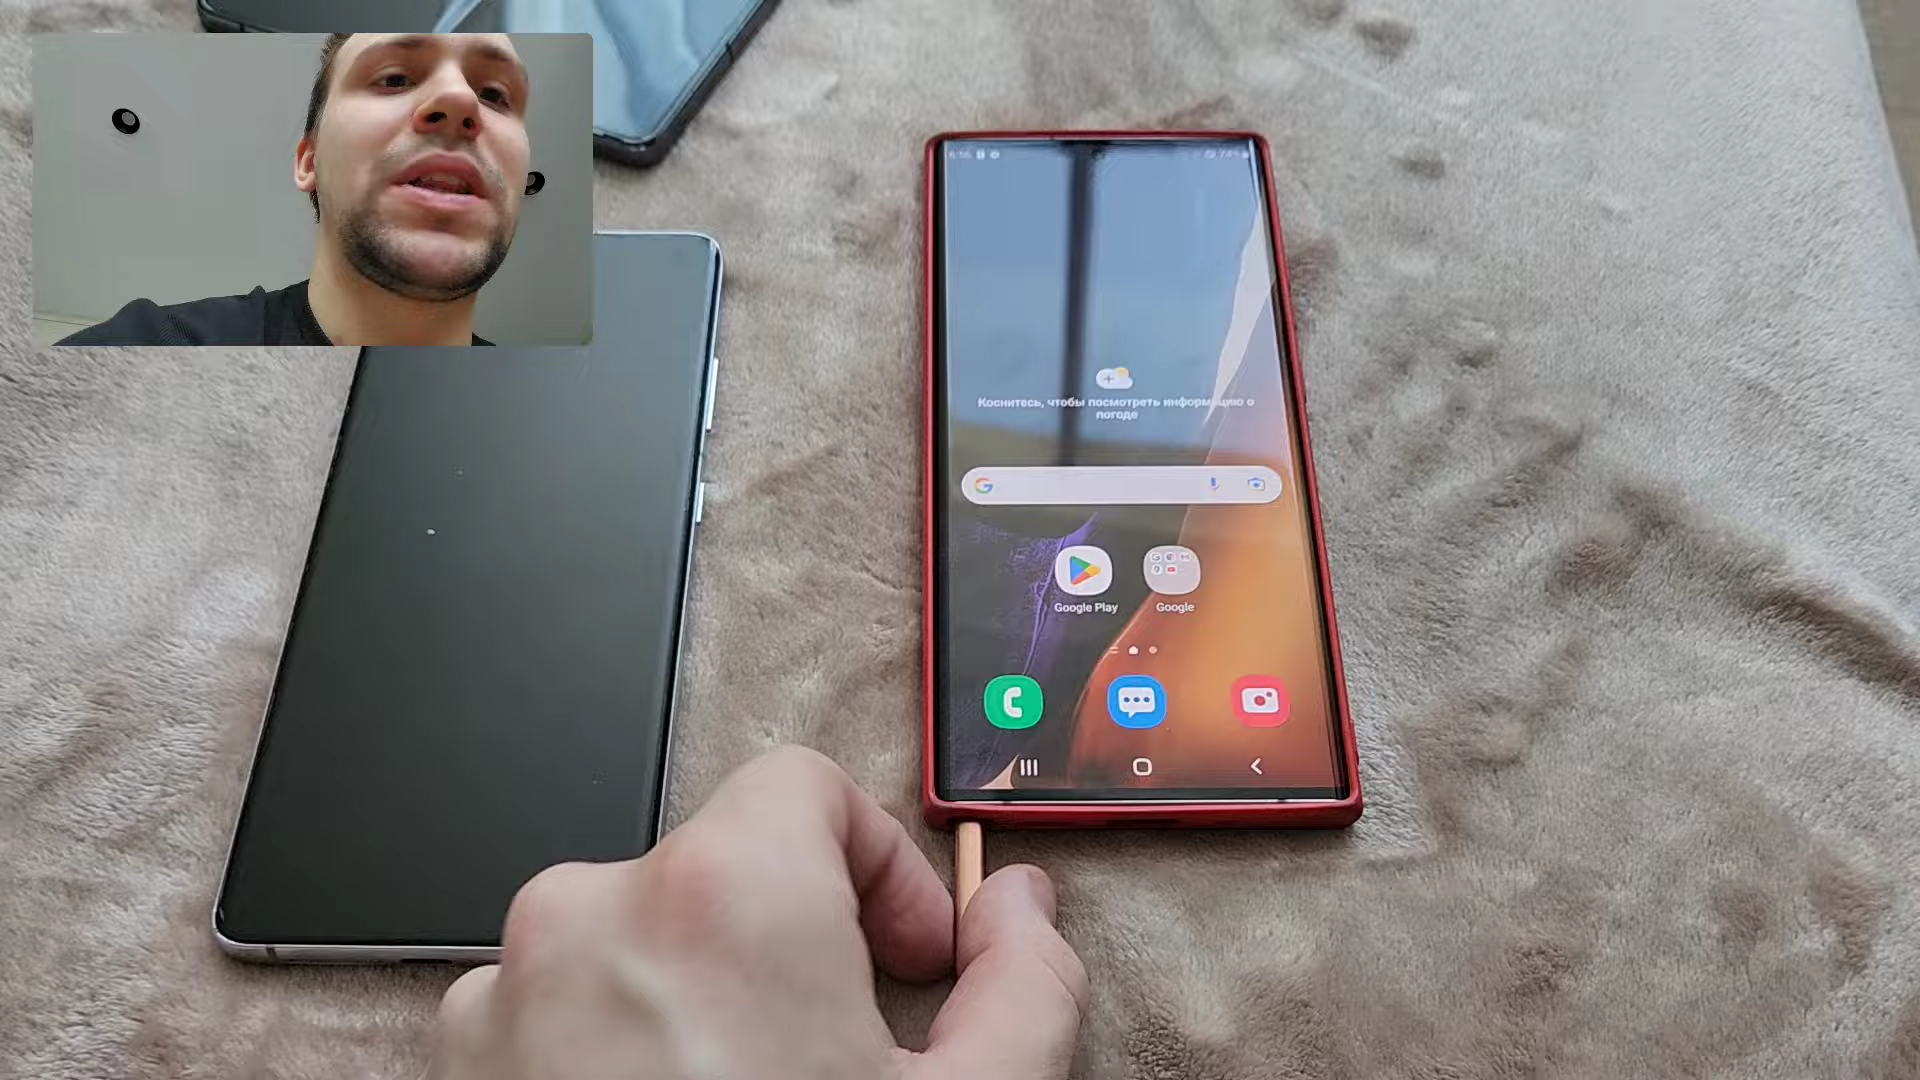 Коснитесь, чтобы посмотреть информацию о
погоде
Google Play
Google